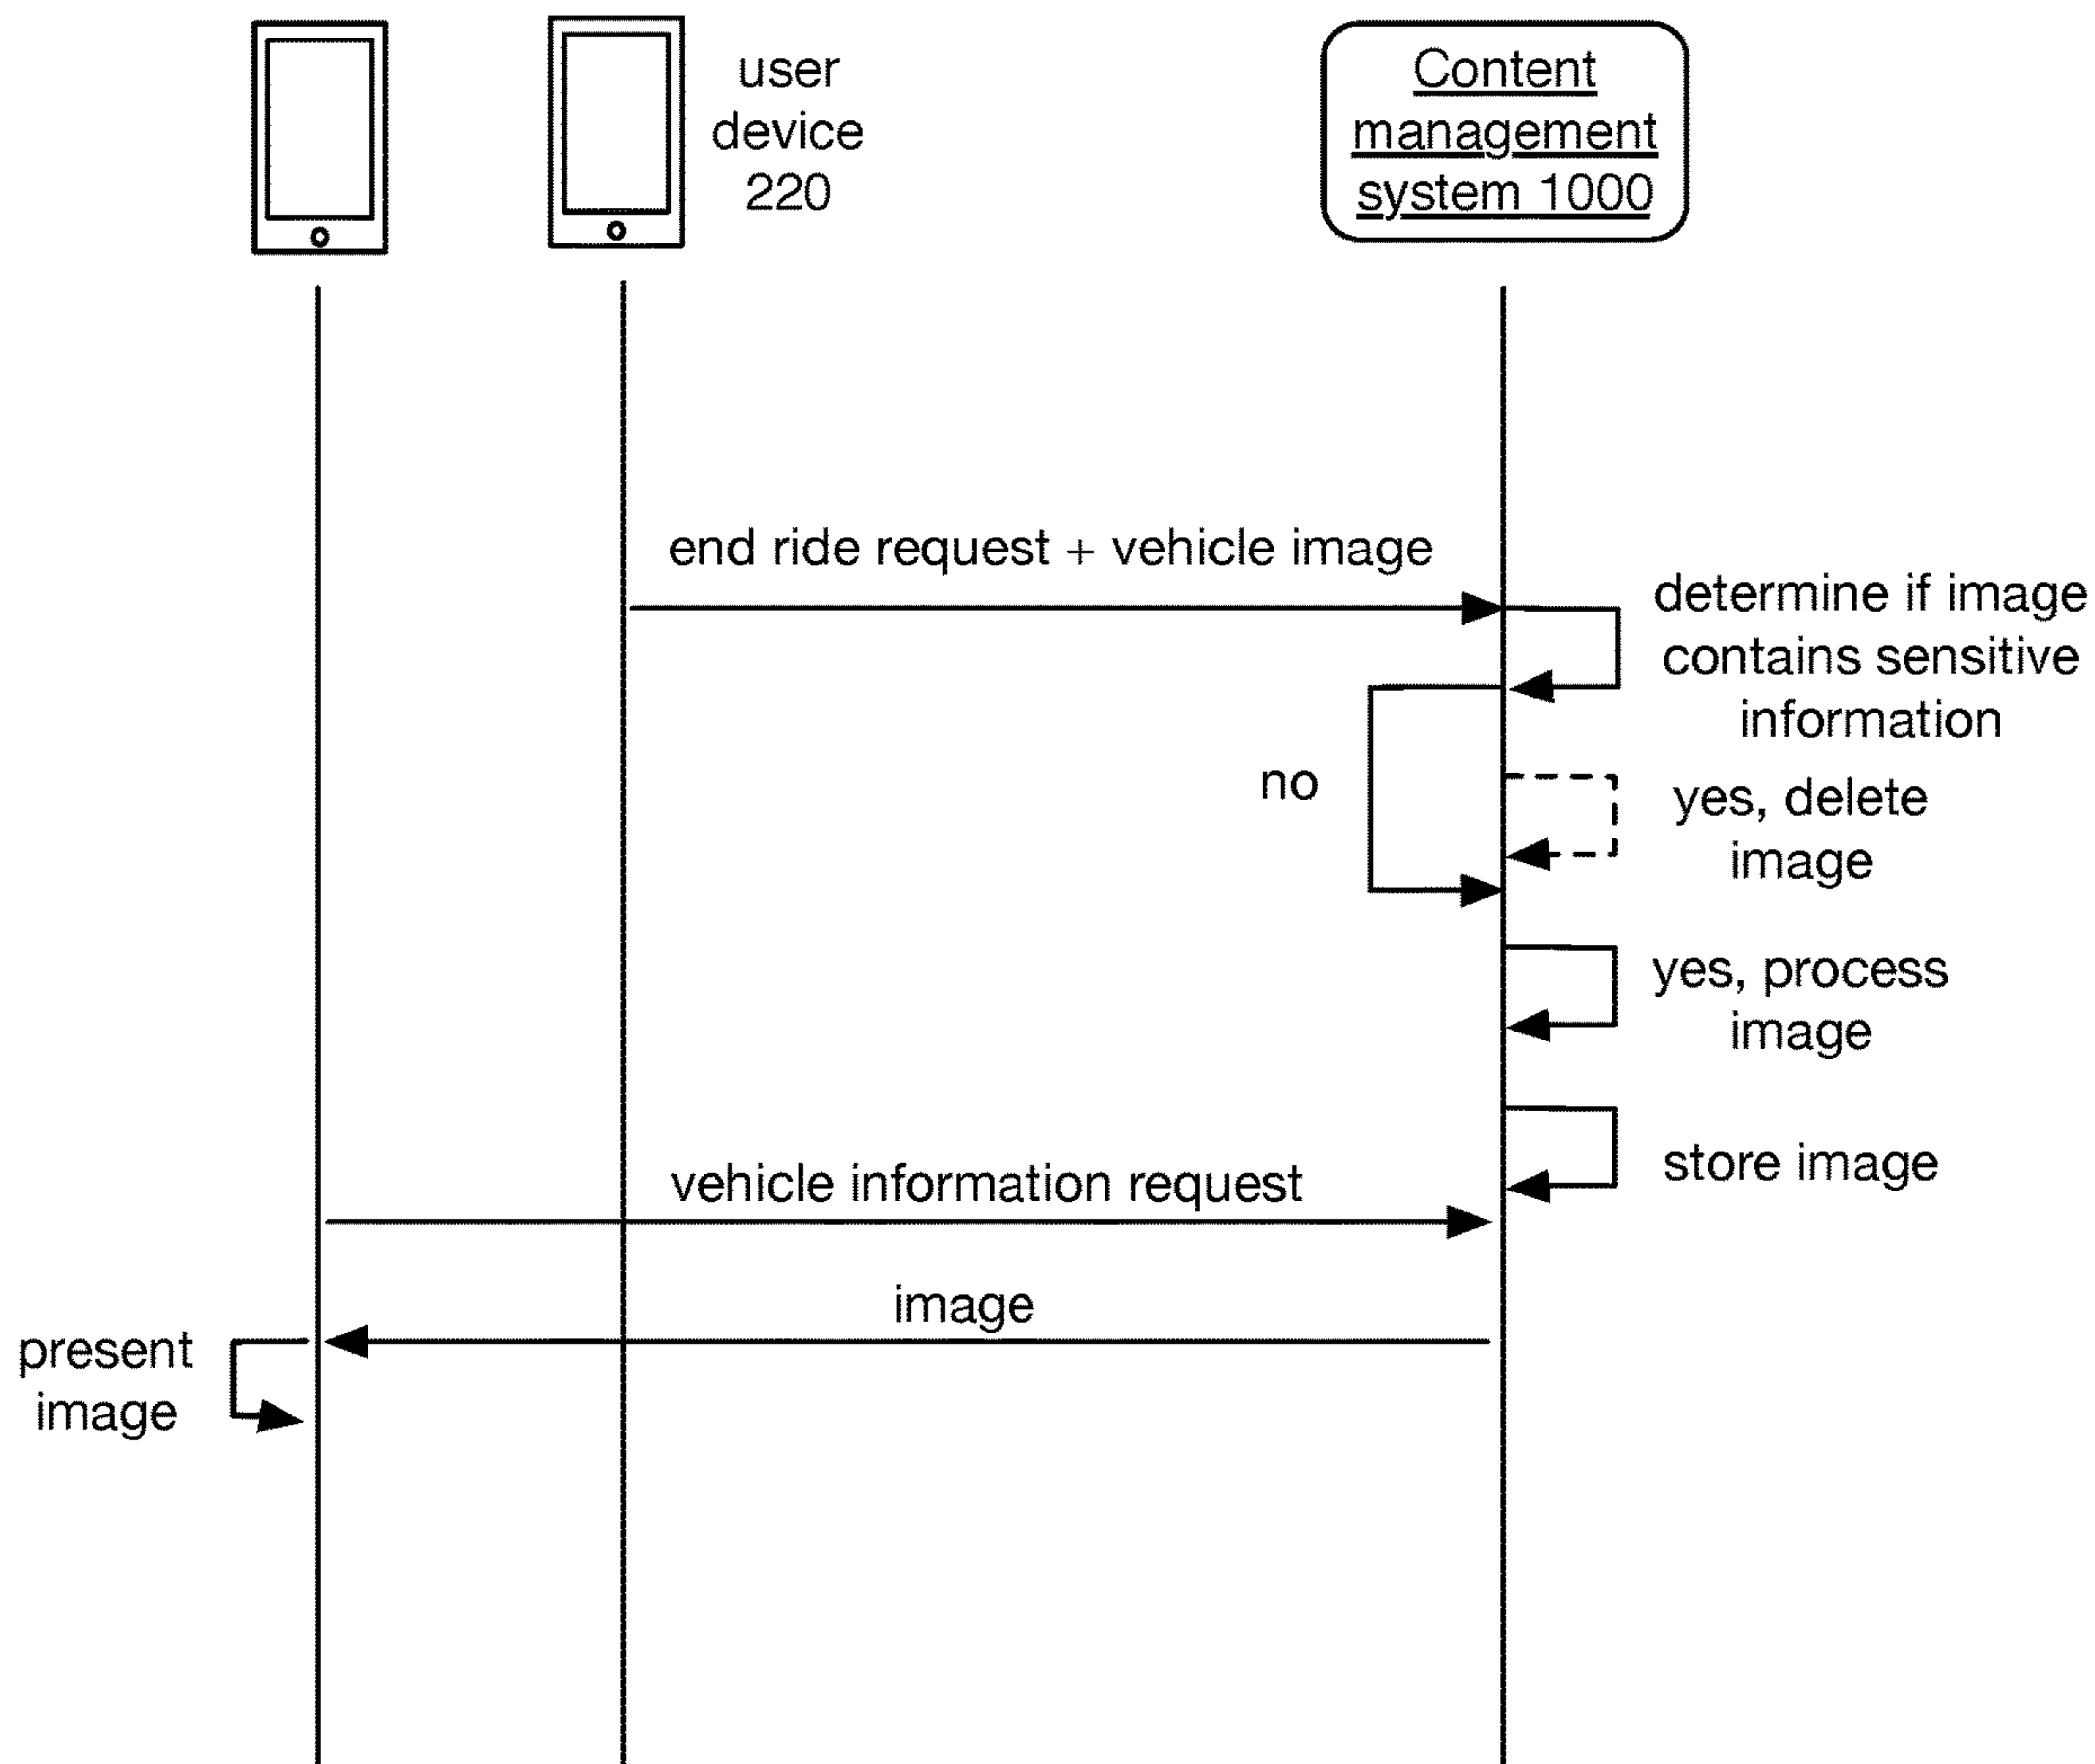 user
device
220
Content
management
system 1000
end ride request + vehicle image
determine if image
contains sensitive
information
no
yes, delete
image
yes, process
image
store image
vehicle information request
image
present
image